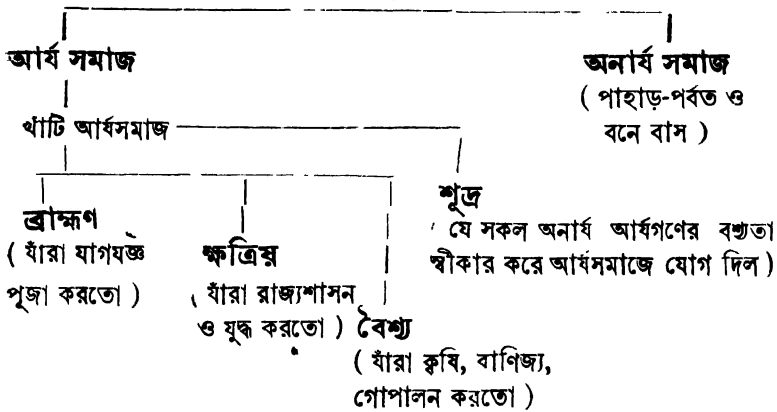 আর্য সমাজ
অনার্য সমাজ
( পাহাড়-পর্বত ও
বনে বাস )
খাঁটি আর্যসমাজ
শূদ্র
যে সকল অনার্য আর্যগণের বশ্যতা
স্বীকার করে আর্যসমাজে যোগ দিল )
ব্রাহ্মণ
( যাঁরা যাগযজ্ঞ
পূজা করতো )
ক্ষত্রিয়
( যাঁরা রাজ্যশাসন
ও যুদ্ধ করতো )
বৈশ্য
( যাঁরা কৃষি, বাণিজ্য,
গোপালন করতো )